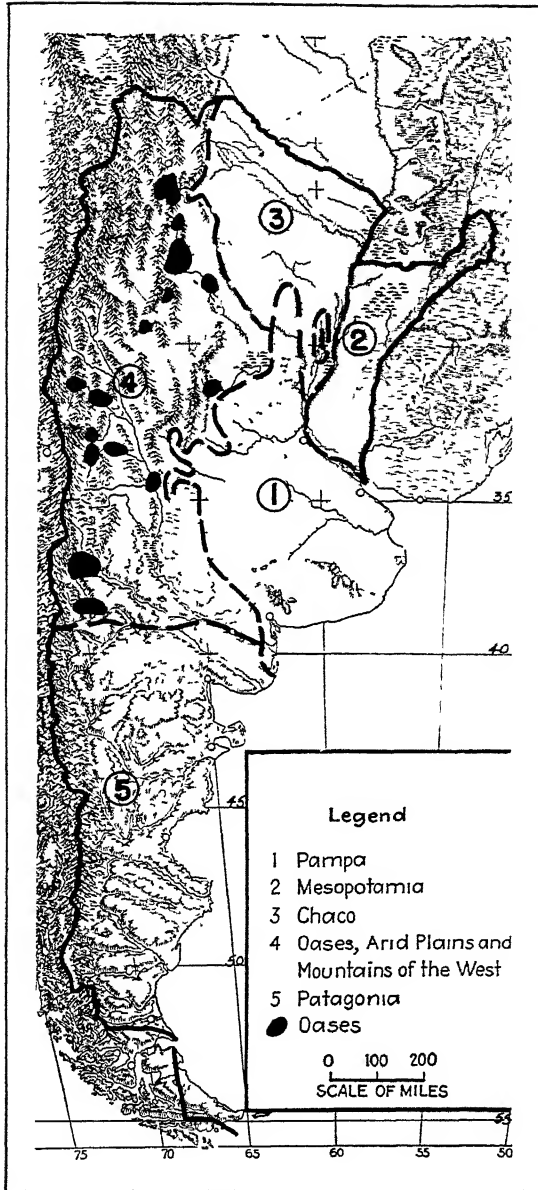 3
2
4
1
35
40
5
45
50
55
Legend
1 Pampa
2 Mesopotamia
3 Chaco
4 Oases, Arid Plains and
Mountains of the West
5 Patagonia
Oases
0 100 200
SCALE OF MILES
75 70 65 60 55 50